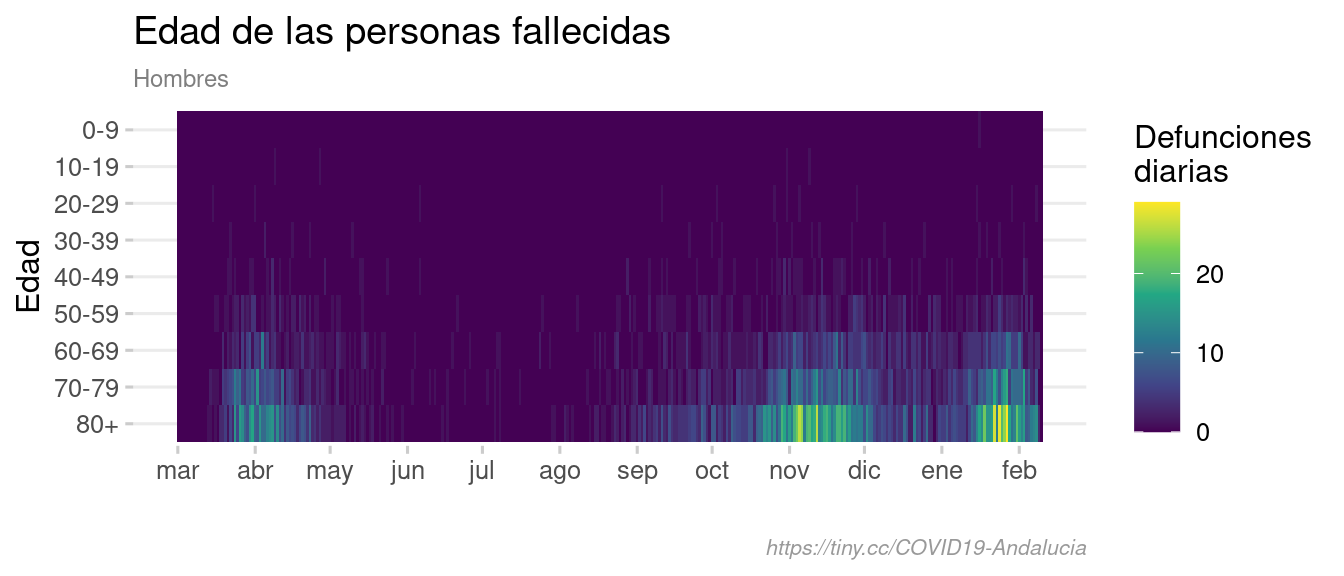 Edad de las personas fallecidas
Hombres
Edad
0-9
10-19
20-29
30-39
40-49
50-59
60-69
70-79
80+
mar abr may jun jul ago sep oct nov dic ene feb
Defunciones
diarias
20
10
0
https://tiny.cc/COVID19-Andalucia